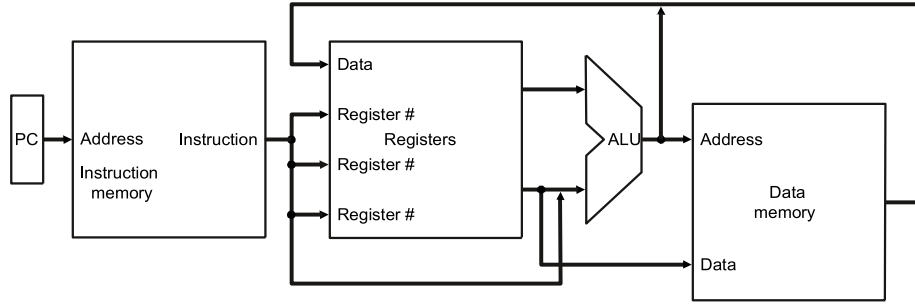 PC
Address
Instruction
Instruction
memory
Data
Register #
Registers
Register #
Register #
ALU
Address
Data
memory
Data